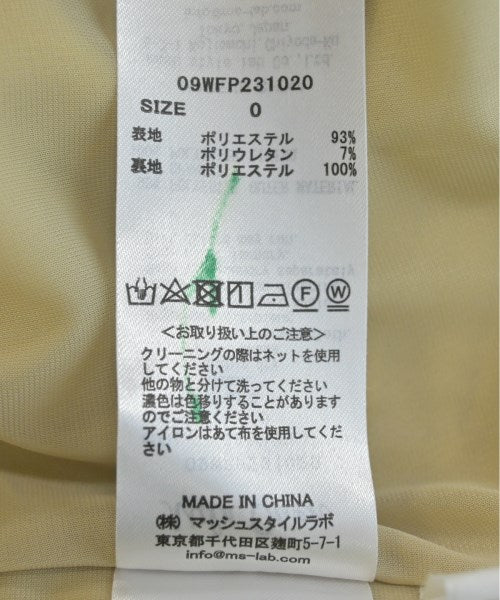 09WFP231020
SIZE 0
表地 ポリエステル 93%
ポリウレタン 7%
裏地 ポリエステル 100%
<お取り扱い上のご注意>
クリーニングの際はネットを使用
してください
他の物と分けて洗ってください
濃色は色移りすることがあります
のでご注意ください
アイロンはあて布を使用してくだ
さい
MADE IN CHINA
(株) マッシュスタイルラボ
東京都千代田区麹町5-7-1
info@ms-lab.com